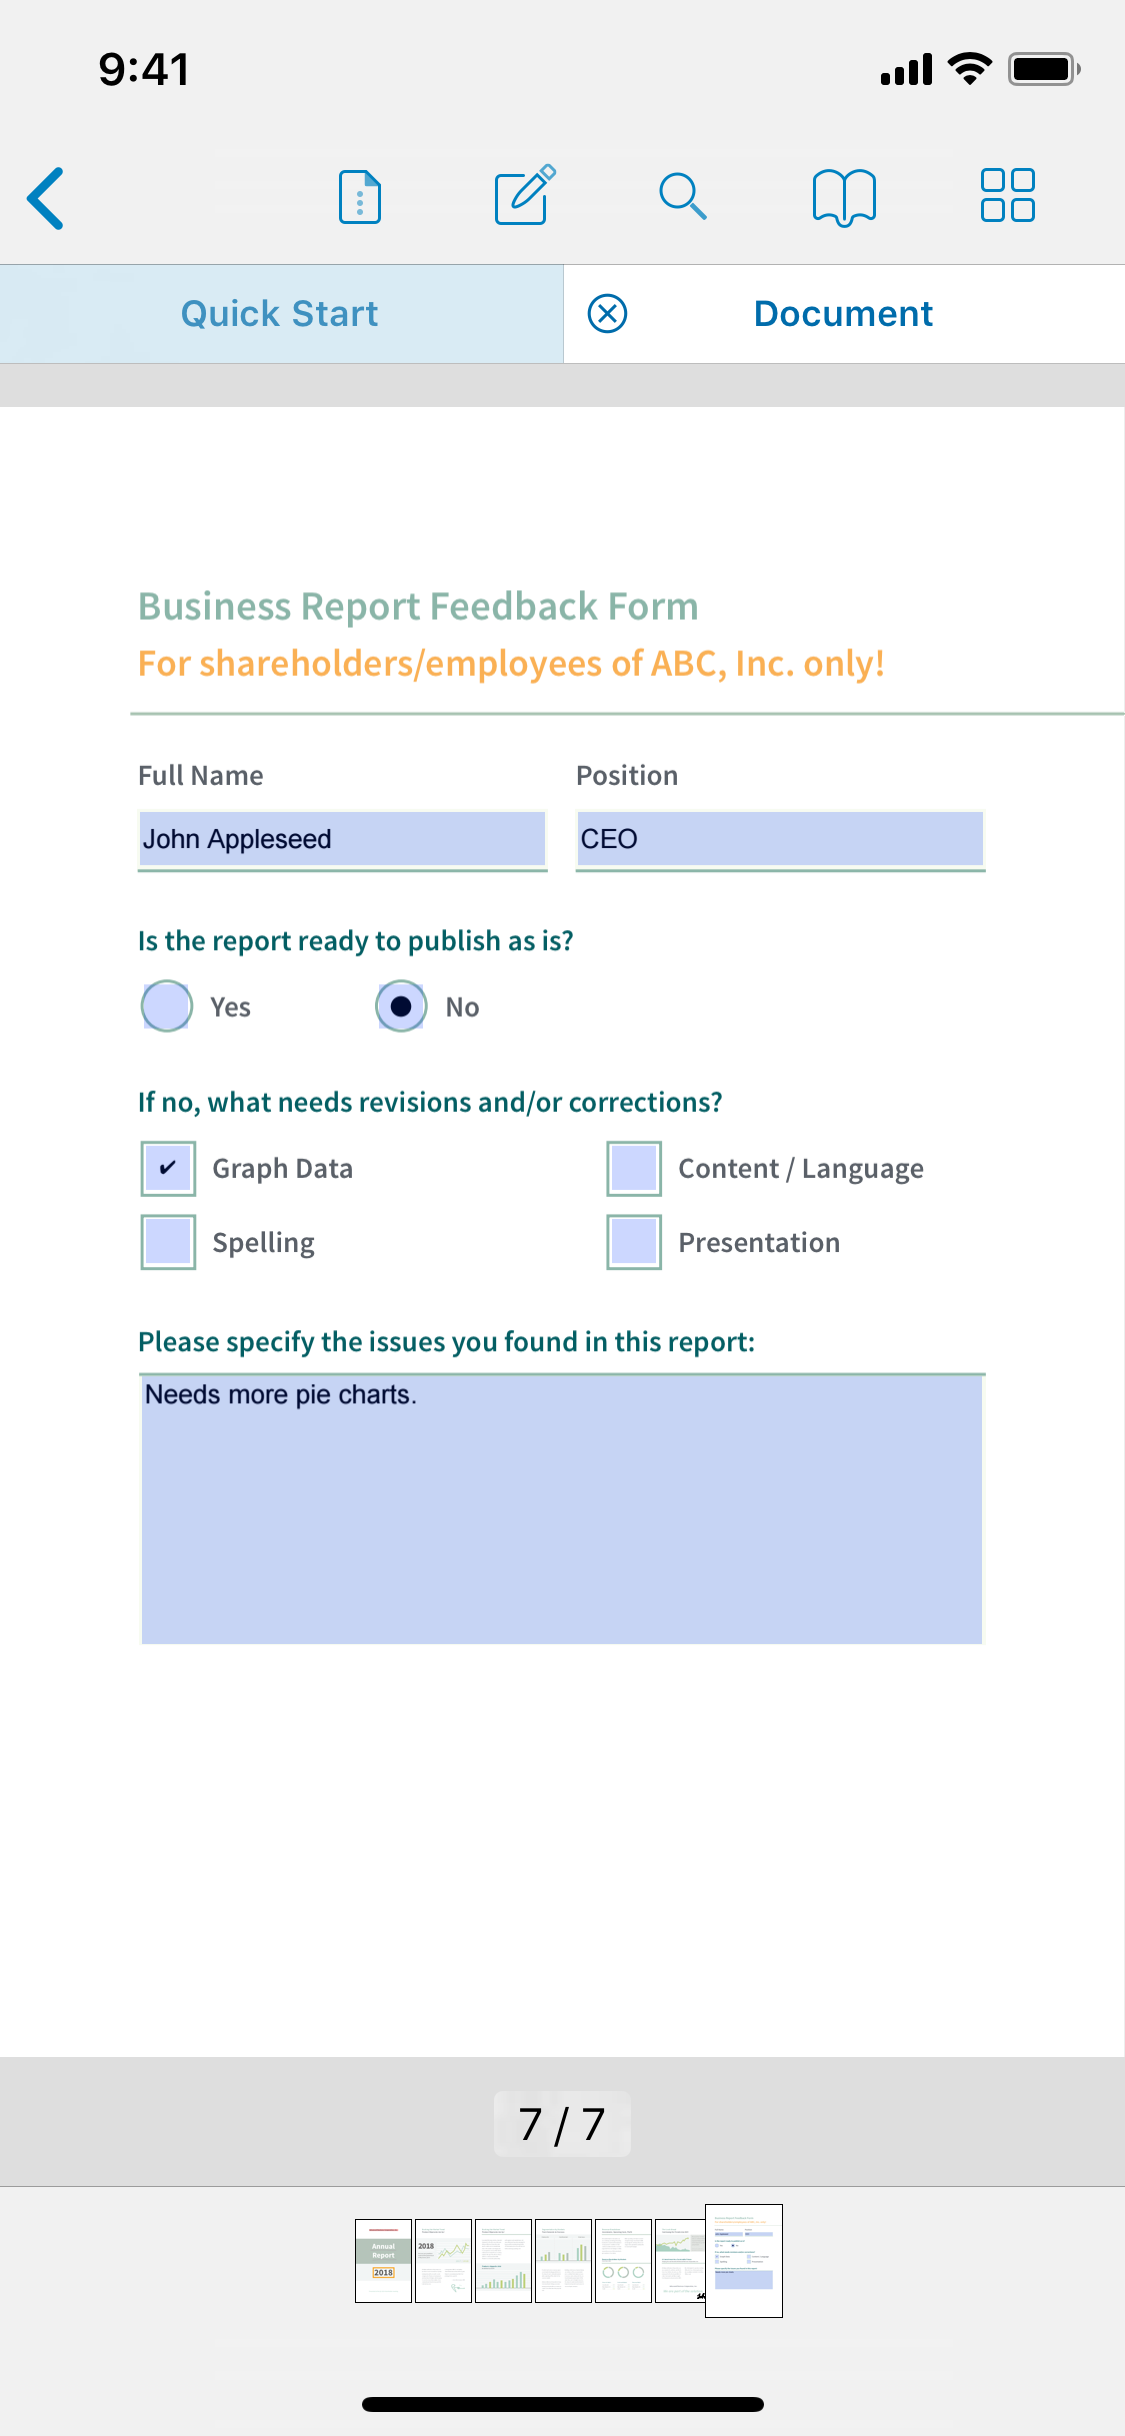 9:41
Quick Start
Document
Business Report Feedback Form
For shareholders/employees of ABC, Inc. only!
Full Name
Position
John Appleseed
CEO
Is the report ready to publish as is?
Yes
No
If no, what needs revisions and/or corrections?
Graph Data
Content / Language
Spelling
Presentation
Please specify the issues you found in this report:
Needs more pie charts.
7 / 7
Annual
Report
2018
2018